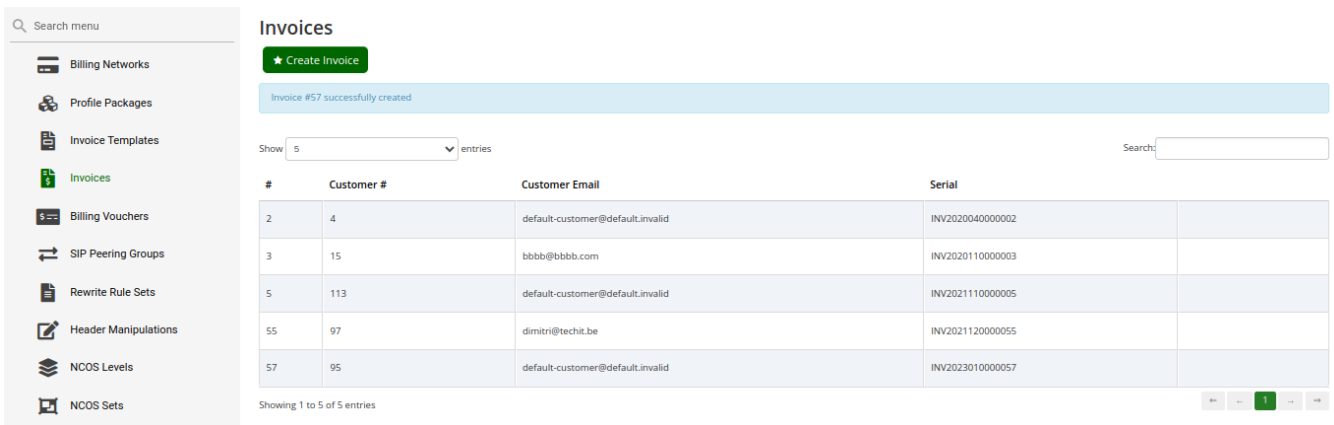 Search menu
Billing Networks
Profile Packages
Invoice Templates
Invoices
Billing Vouchers
SIP Peering Groups
Rewrite Rule Sets
Header Manipulations
NCOS Levels
NCOS Sets
Invoices
★ Create Invoice
Invoice #57 successfully created
Show 5 entries Search:
# Customer # Customer Email Serial
2 4 default-customer@default.invalid INV2020040000002
3 15 bbbb@bbbb.com INV2020110000003
5 113 default-customer@default.invalid INV2021110000005
55 97 dimitri@techit.be INV2021120000055
57 95 default-customer@default.invalid INV2023010000057
Showing 1 to 5 of 5 entries ⇐ ← 1 → ⇒